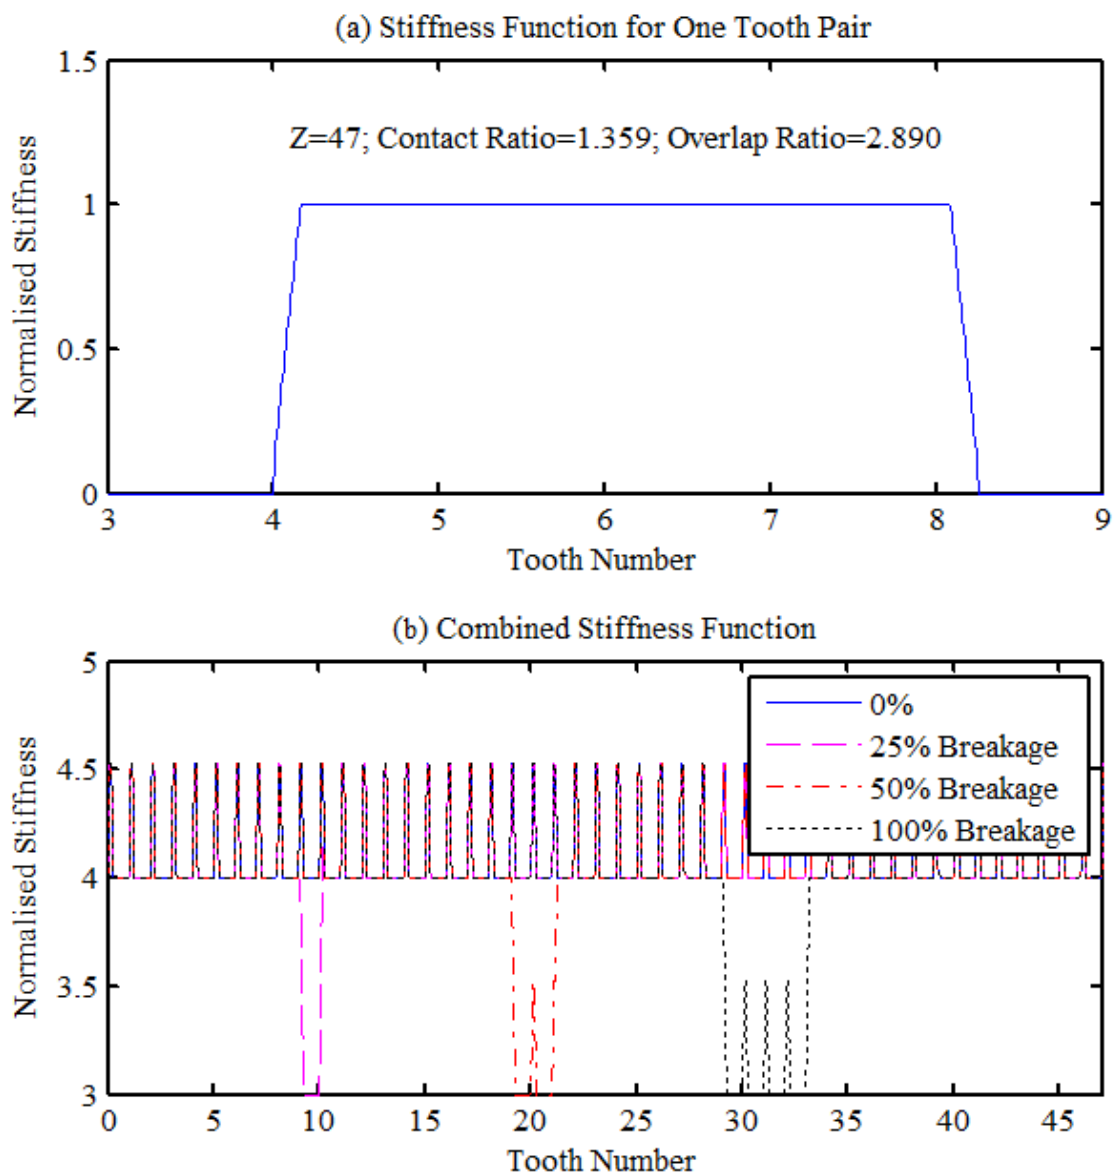 (a) Stiffness Function for One Tooth Pair
1.5
1
0.5
0
Normalised Stiffness
Z=47; Contact Ratio=1.359; Overlap Ratio=2.890
3 4 5 6 7 8 9
Tooth Number
(b) Combined Stiffness Function
5
4.5
4
3.5
3
Normalised Stiffness
0%
25% Breakage
50% Breakage
100% Breakage
0 5 10 15 20 25 30 35 40 45
Tooth Number